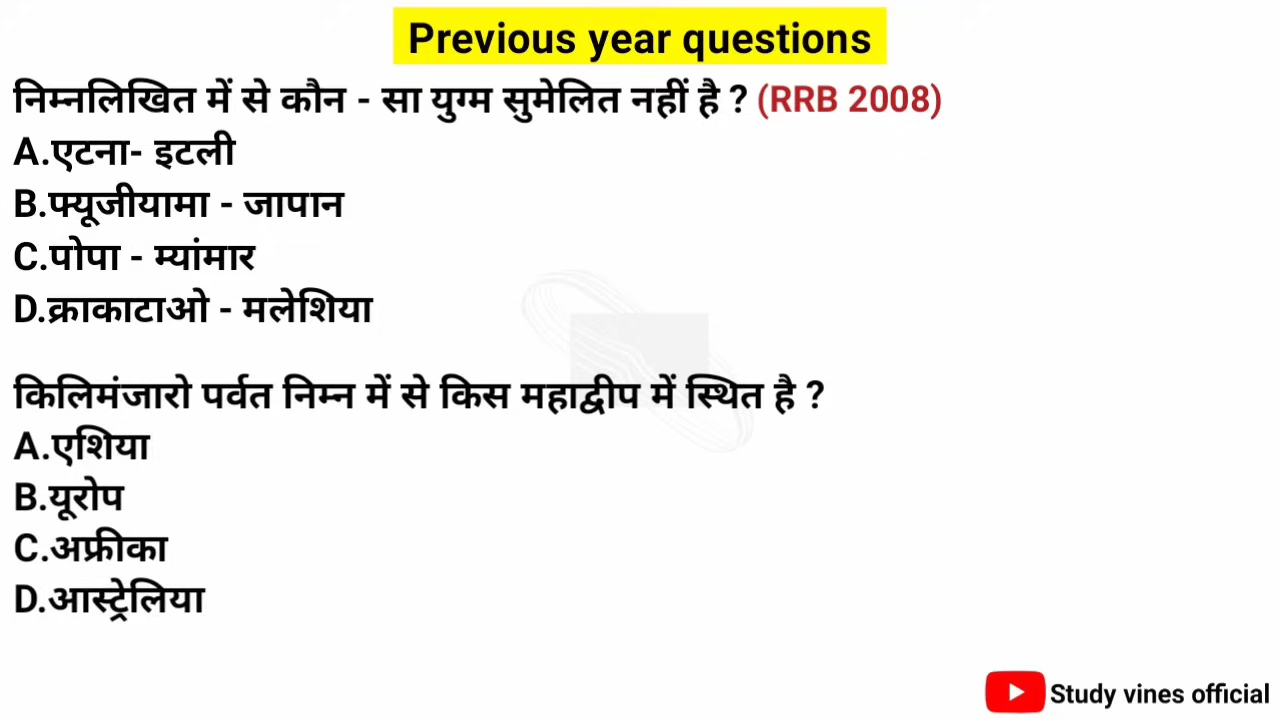 Previous year questions
निम्नलिखित में से कौन - सा युग्म सुमेलित नहीं है ? (RRB 2008)
A.एटना- इटली
B.फ्यूजीयामा - जापान
C.पोपा - म्यांमार
D.क्राकाटाओ - मलेशिया
किलिमंजारो पर्वत निम्न में से किस महाद्वीप में स्थित है ?
A.एशिया
B.यूरोप
C.अफ्रीका
D.आस्ट्रेलिया
Study vines official